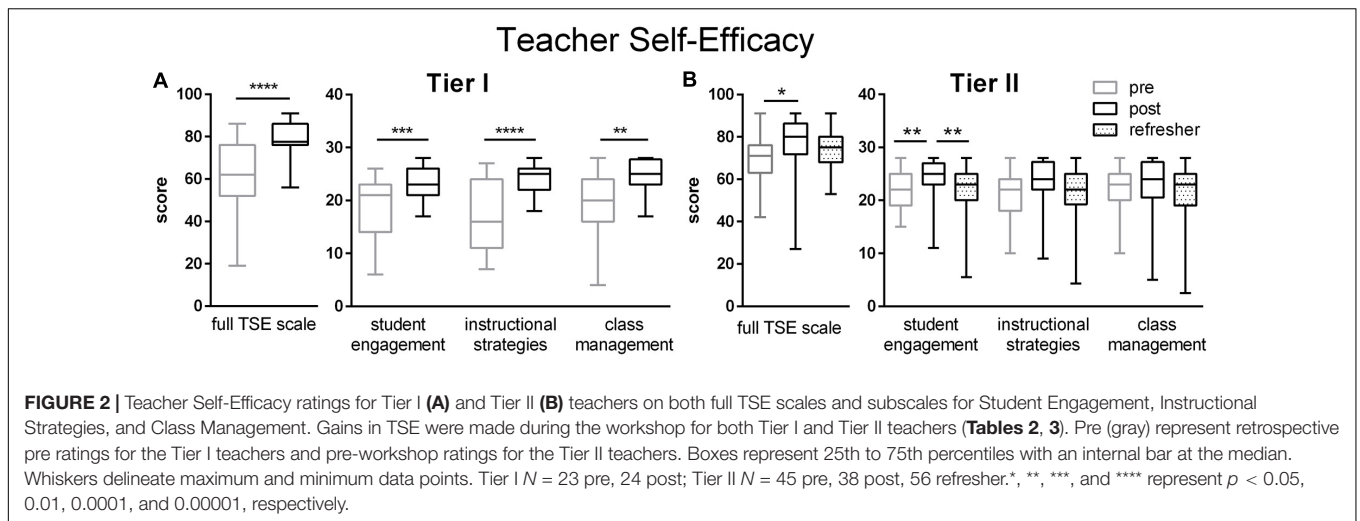 Teacher Self-Efficacy
A
Tier I
****
100
80
60
40
20
0
score
full TSE scale
40
30
20
10
0
***
****
**
student
engagement
instructional
strategies
class
management
B
Tier II
*
100
80
60
40
20
0
score
full TSE scale
40
30
20
10
0
** **
student
engagement
instructional
strategies
class
management
pre
post
refresher
FIGURE 2 | Teacher Self-Efficacy ratings for Tier I (A) and Tier II (B) teachers on both full TSE scales and subscales for Student Engagement, Instructional
Strategies, and Class Management. Gains in TSE were made during the workshop for both Tier I and Tier II teachers (Tables 2, 3). Pre (gray) represent retrospective
pre ratings for the Tier I teachers and pre-workshop ratings for the Tier II teachers. Boxes represent 25th to 75th percentiles with an internal bar at the median.
Whiskers delineate maximum and minimum data points. Tier I N = 23 pre, 24 post; Tier II N = 45 pre, 38 post, 56 refresher.*, **, ***, and **** represent p < 0.05,
0.01, 0.0001, and 0.00001, respectively.